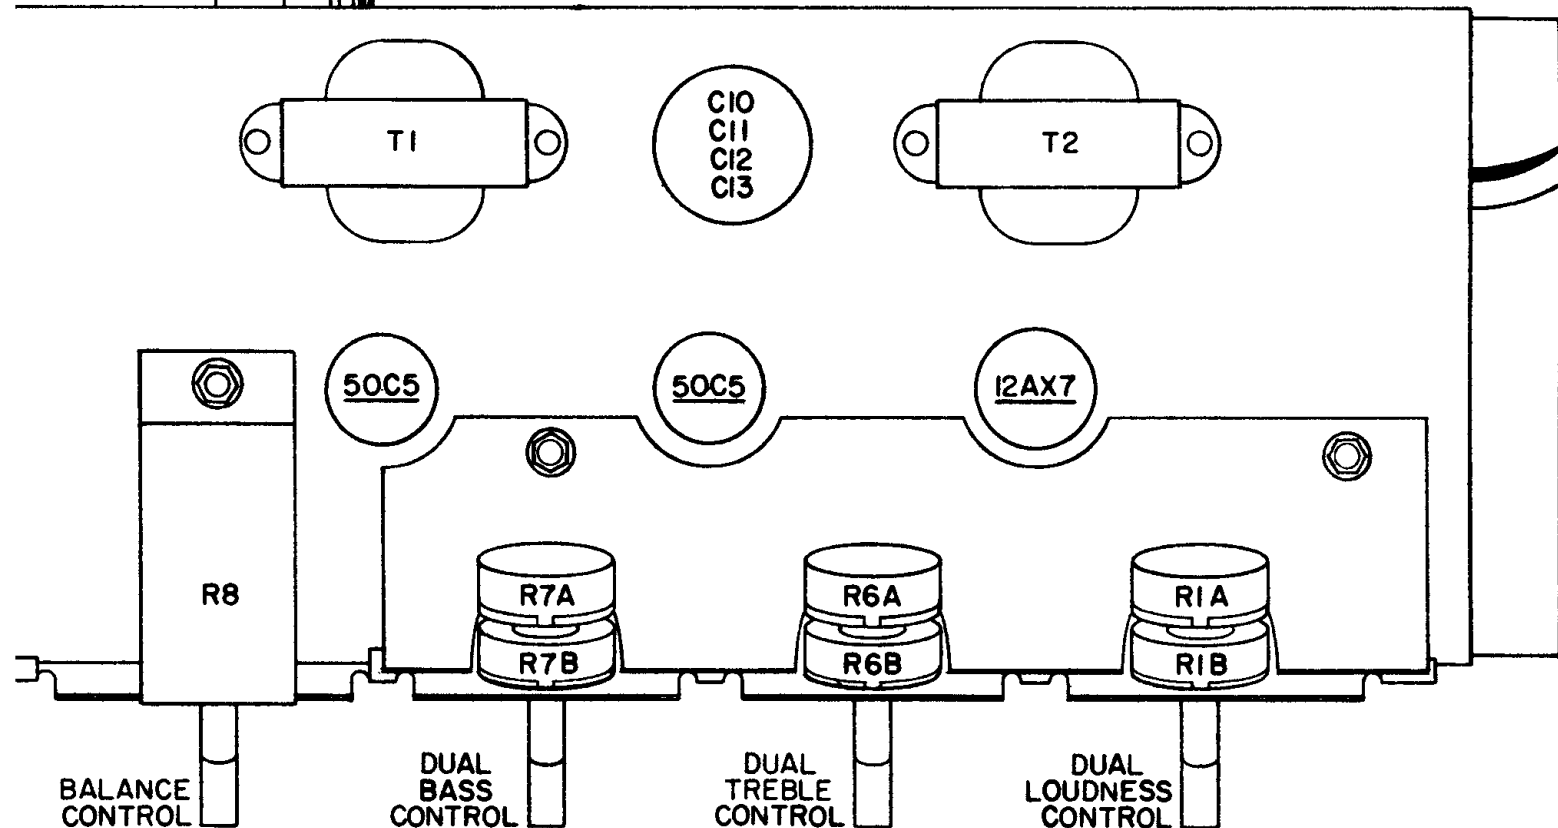 C10
C11
C12
C13
T1
T2
50C5
50C5
12AX7
R8
R7A
R6A
R1A
R7B
R6B
R1B
BALANCE
CONTROL
DUAL
BASS
CONTROL
DUAL
TREBLE
CONTROL
DUAL
LOUDNESS
CONTROL